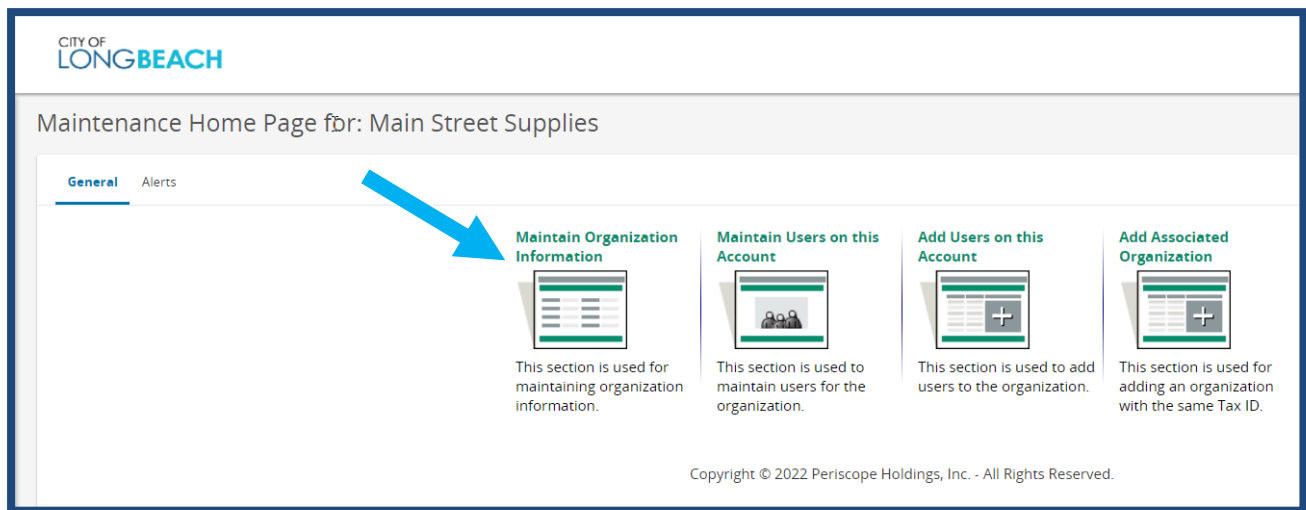 CITY OF
LONGBEACH
Maintenance Home Page for: Main Street Supplies
General Alerts
Maintain Organization
Information
This section is used for
maintaining organization
information.
Maintain Users on this
Account
This section is used to
maintain users for the
organization.
Add Users on this
Account
This section is used to add
users to the organization.
Add Associated
Organization
This section is used for
adding an organization
with the same Tax ID.
Copyright © 2022 Periscope Holdings, Inc. - All Rights Reserved.